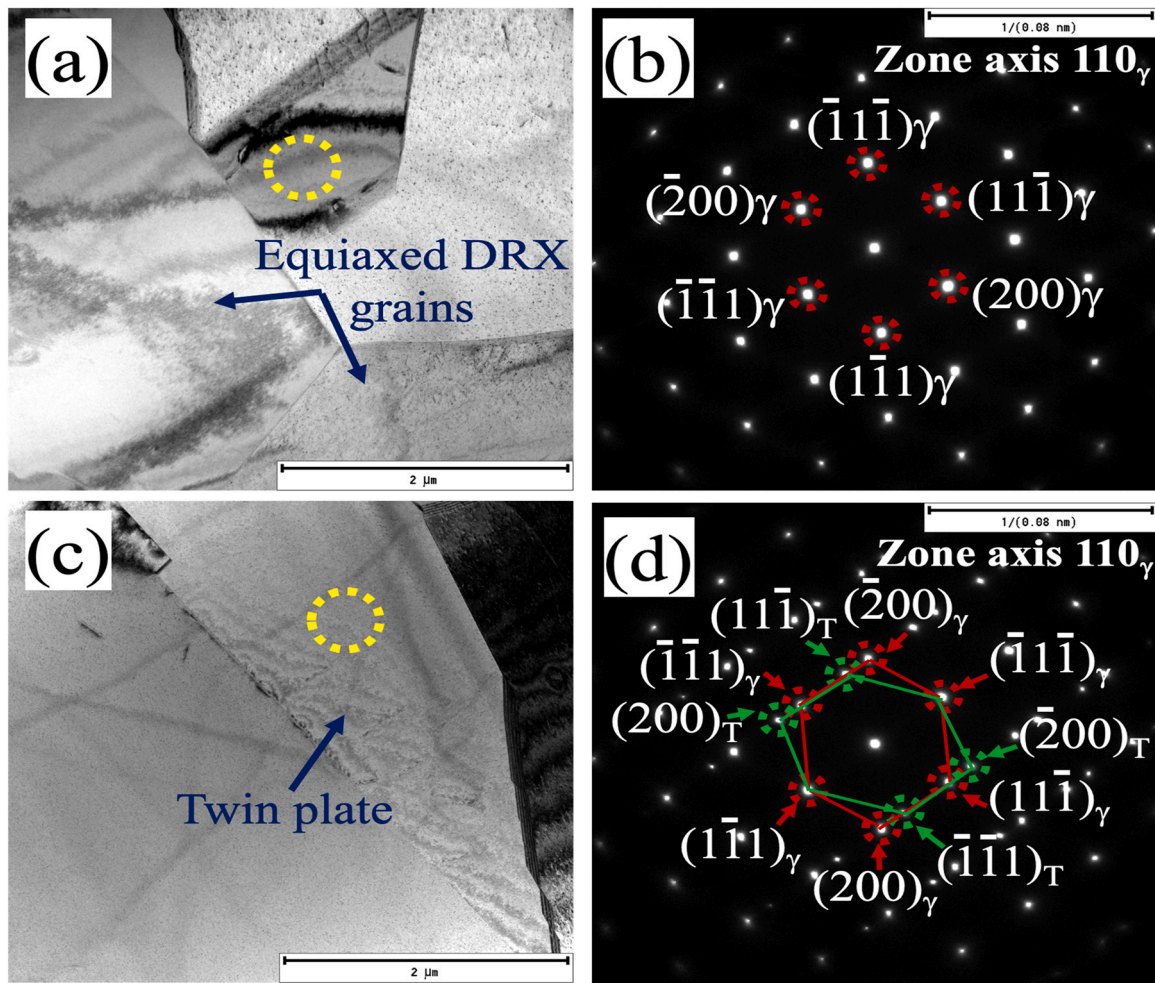 (a)
Equiaxed DRX
grains
2 μm
(b)
1/(0.08 nm)
Zone axis 110γ
(1̄11̄)γ
(2̄00)γ
(111̄)γ
(1̄1̄1)γ
(200)γ
(11̄1)γ
(c)
Twin plate
2 μm
(d)
1/(0.08 nm)
Zone axis 110γ
(111̄)T
(2̄00)γ
(1̄1̄1)γ
(1̄11̄)γ
(200)T
(2̄00)T
(111̄)γ
(11̄1)γ
(1̄1̄1)T
(200)γ